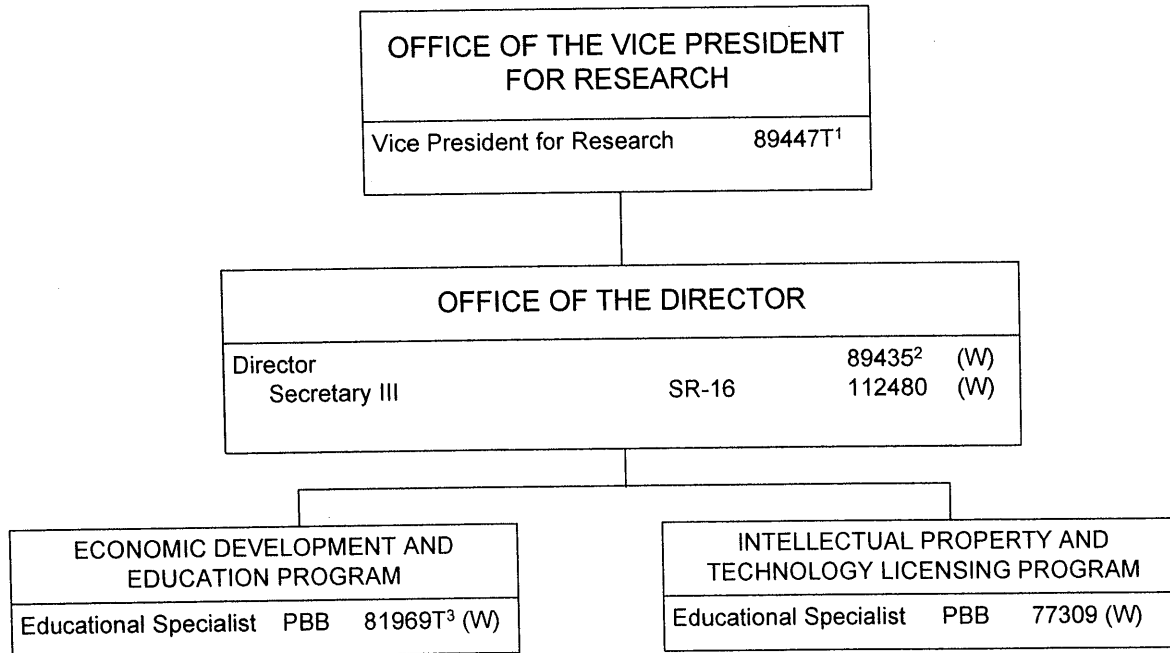 OFFICE OF THE VICE PRESIDENT
FOR RESEARCH
Vice President for Research 89447T¹
OFFICE OF THE DIRECTOR
Director 89435² (W)
Secretary III SR-16 112480 (W)
ECONOMIC DEVELOPMENT AND
EDUCATION PROGRAM
Educational Specialist PBB 81969T³ (W)
INTELLECTUAL PROPERTY AND
TECHNOLOGY LICENSING PROGRAM
Educational Specialist PBB 77309 (W)